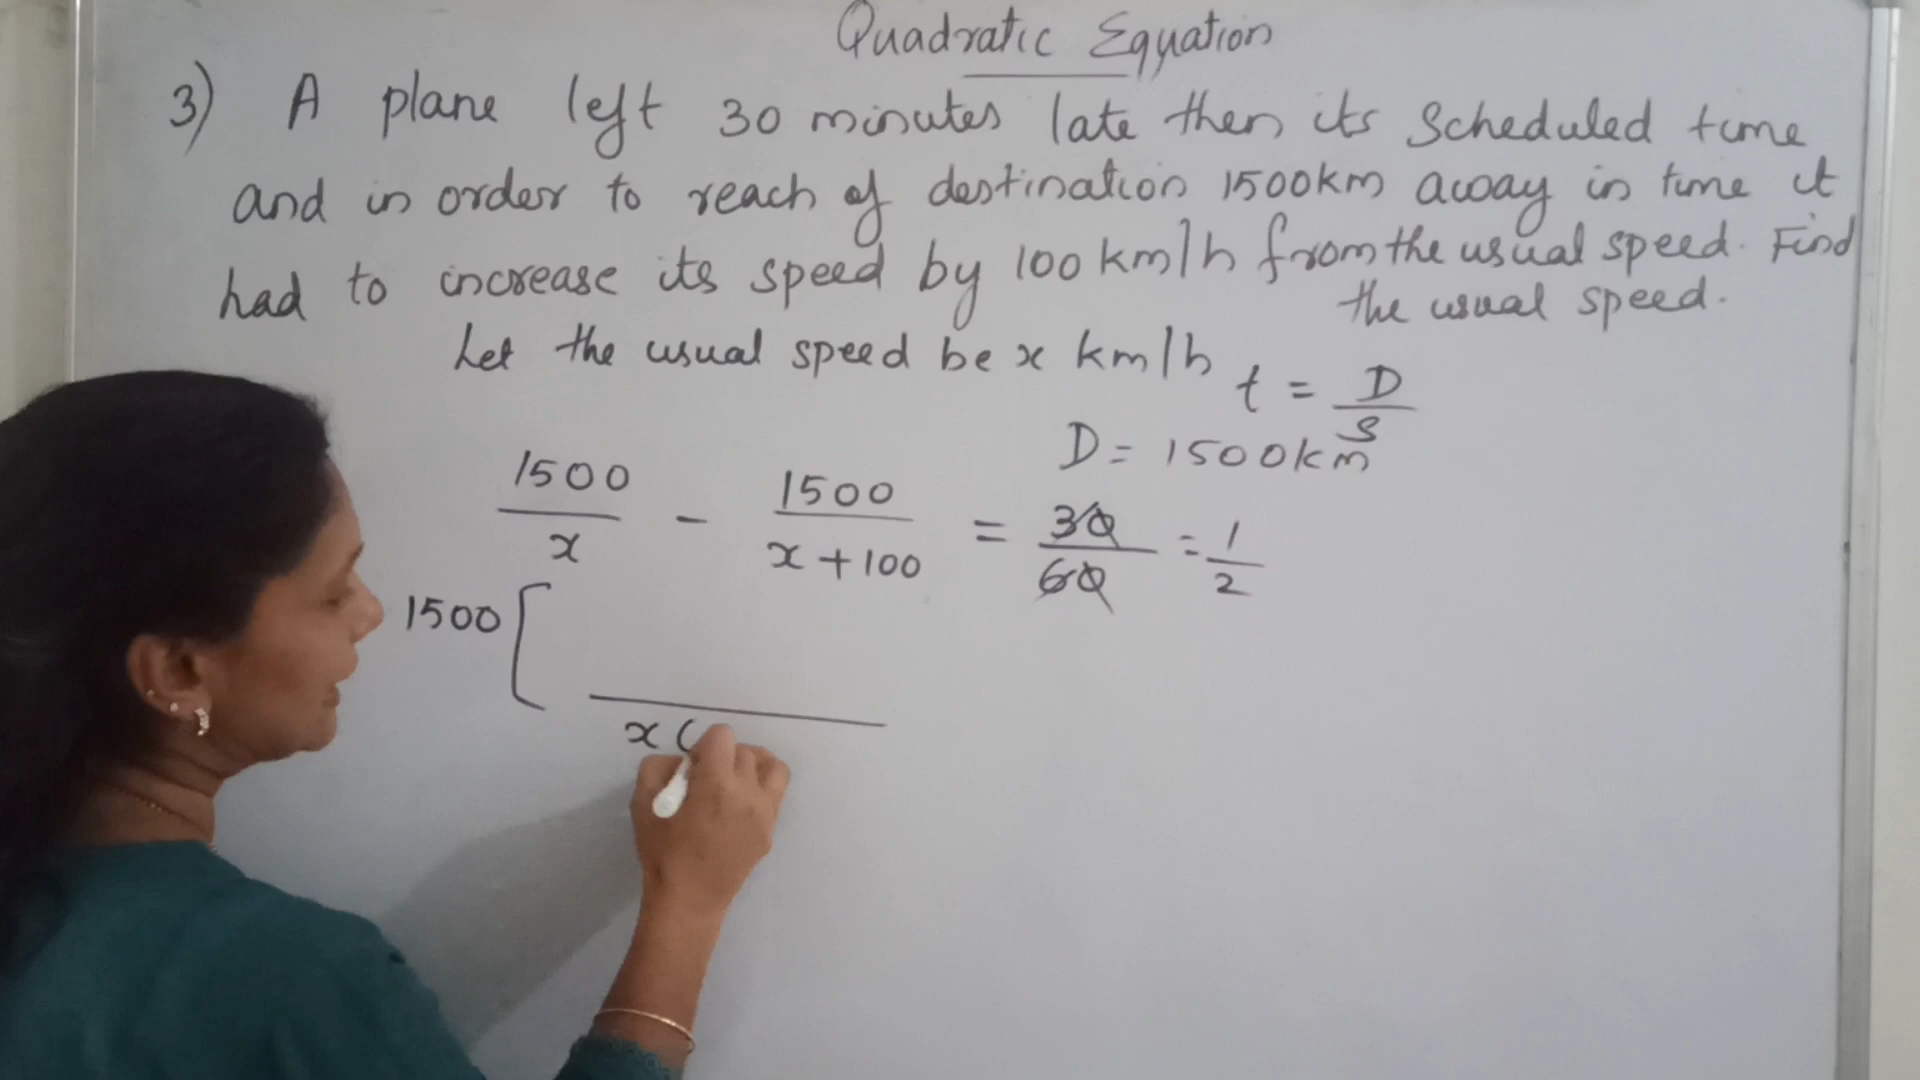 Quadratic Equation
3) A plane left 30 minutes late then its Scheduled time
and in order to reach of destination 1500km away in time it
had to increase its speed by 100 km/h from the usual speed. Find
the usual speed.
Let the usual speed be x km/h
t = D/S
D = 1500km
1500/x - 1500/x+100 = 30/60 = 1/2
1500 [
x (